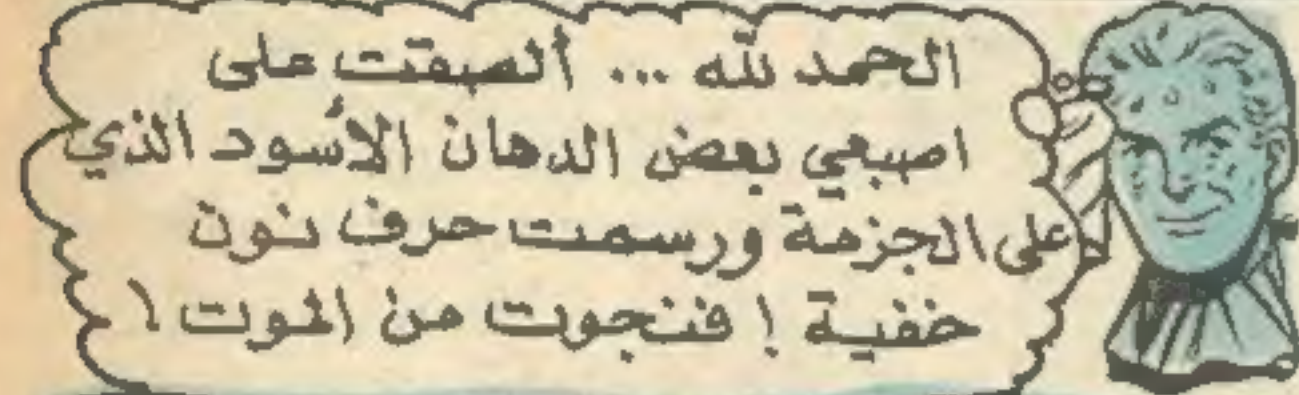 الحمد لله ... ألصقت على
اصبعي بعض الدهان الأسود الذي
على الجزمة ورسمت حرف نون
خفية ! فنجوت من الموت !